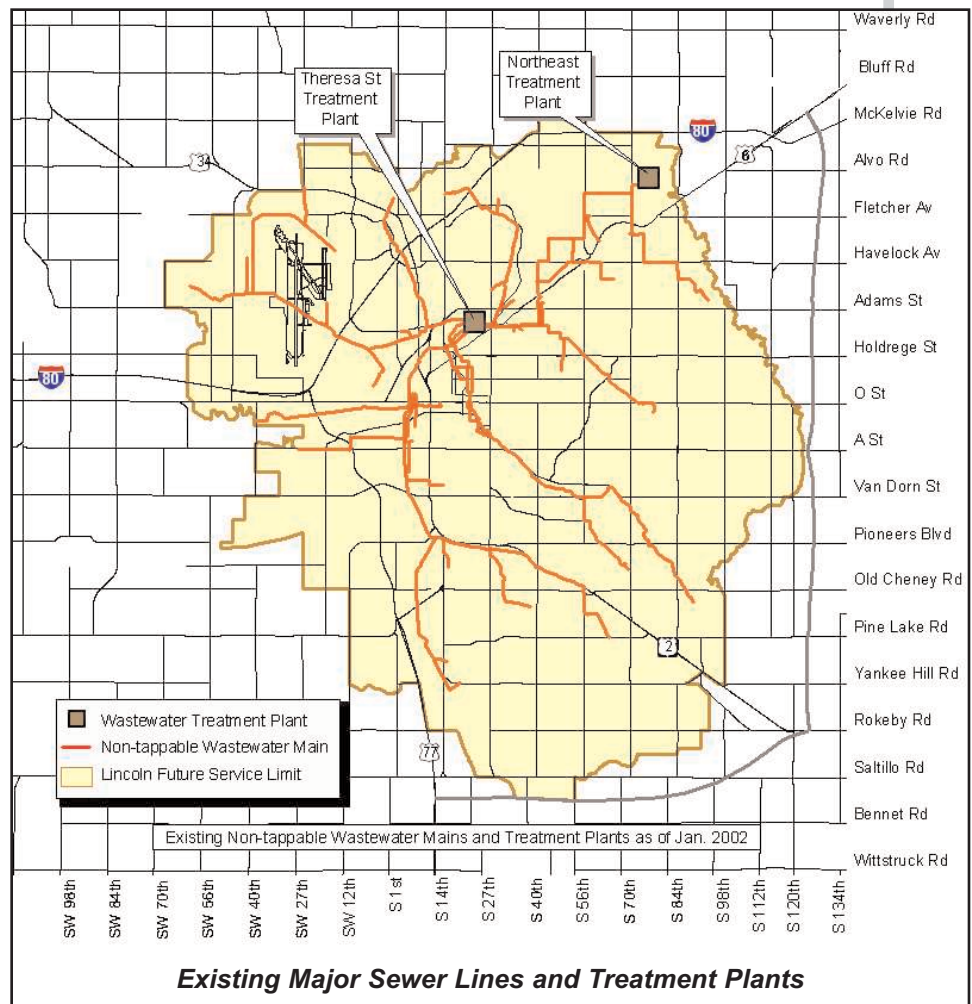 Waverly Rd
Bluff Rd
McKelvie Rd
Alvo Rd
Fletcher Av
Havelock Av
Adams St
Holdrege St
O St
A St
Van Dorn St
Pioneers Blvd
Old Cheney Rd
Pine Lake Rd
Yankee Hill Rd
Rokeby Rd
Saltillo Rd
Bennet Rd
Wittstruck Rd
Theresa St
Treatment
Plant
Northeast
Treatment
Plant
80
6
34
80
2
77
Wastewater Treatment Plant
Non-tappable Wastewater Main
Lincoln Future Service Limit
Existing Non-tappable Wastewater Mains and Treatment Plants as of Jan. 2002
SW 98th
SW 84th
SW 70th
SW 56th
SW 40th
SW 27th
SW 12th
S 1st
S 14th
S 27th
S 40th
S 56th
S 70th
S 84th
S 98th
S 112th
S 120th
S 134th
Existing Major Sewer Lines and Treatment Plants